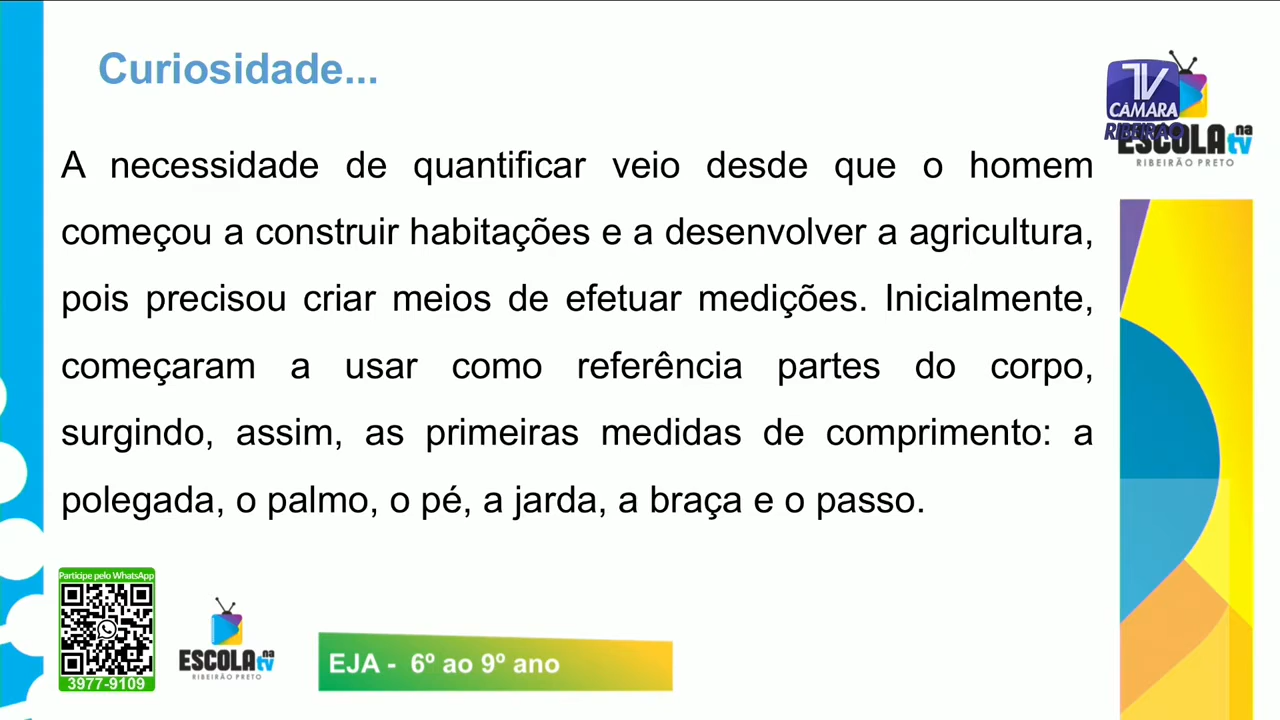 Curiosidade...
TV
CÂMARA
RIBEIRÃO
ESCOLA na tv
RIBEIRÃO PRETO
A necessidade de quantificar veio desde que o homem
começou a construir habitações e a desenvolver a agricultura,
pois precisou criar meios de efetuar medições. Inicialmente,
começaram a usar como referência partes do corpo,
surgindo, assim, as primeiras medidas de comprimento: a
polegada, o palmo, o pé, a jarda, a braça e o passo.
Participe pelo WhatsApp
3977-9109
ESCOLA na tv
RIBEIRÃO PRETO
EJA - 6º ao 9º ano